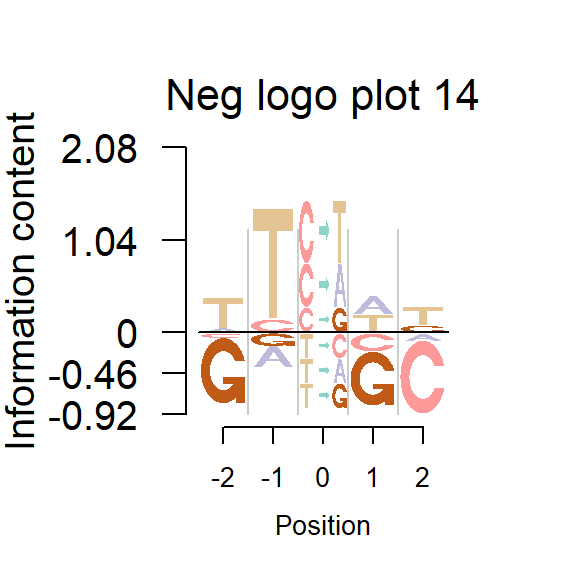 Neg logo plot 14
Information content
2.08
1.04
0
-0.46
-0.92
T
A
C
G
T
C
G
A
C T
C A
C G
T C
T A
T G
A
T
C
G
T
G
A
C
-2 -1 0 1 2
Position